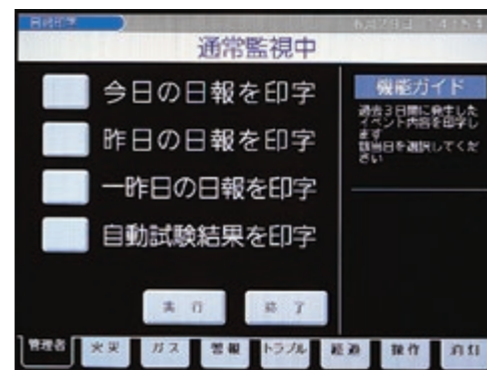 日報印字
通常監視中
今日の日報を印字
昨日の日報を印字
一昨日の日報を印字
自動試験結果を印字
機能ガイド
過去3日間に発生した
イベント内容を印字し
ます
該当日を選択してくだ
さい
実行
終了
管理者
火災
ガス
警報
トラブル
操作
消灯